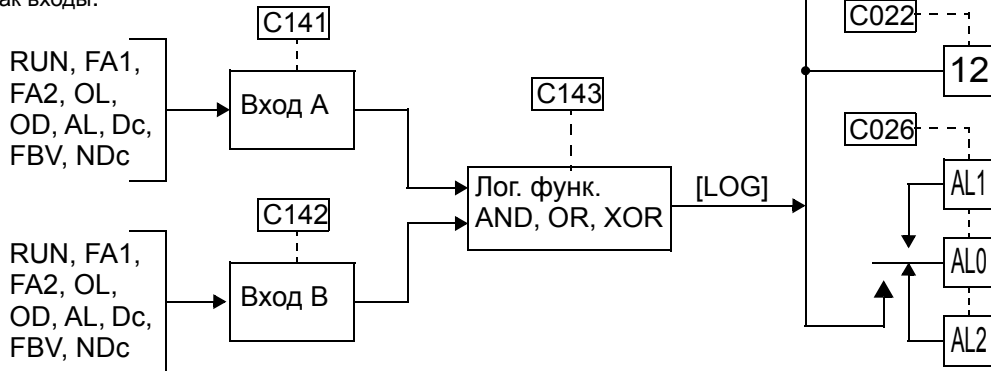 как входы:
C141
RUN, FA1,
FA2, OL,
OD, AL, Dc,
FBV, NDc
Вход A
C142
RUN, FA1,
FA2, OL,
OD, AL, Dc,
FBV, NDc
Вход B
C143
Лог. функ.
AND, OR, XOR
[LOG]
C022
12
C026
AL1
AL0
AL2